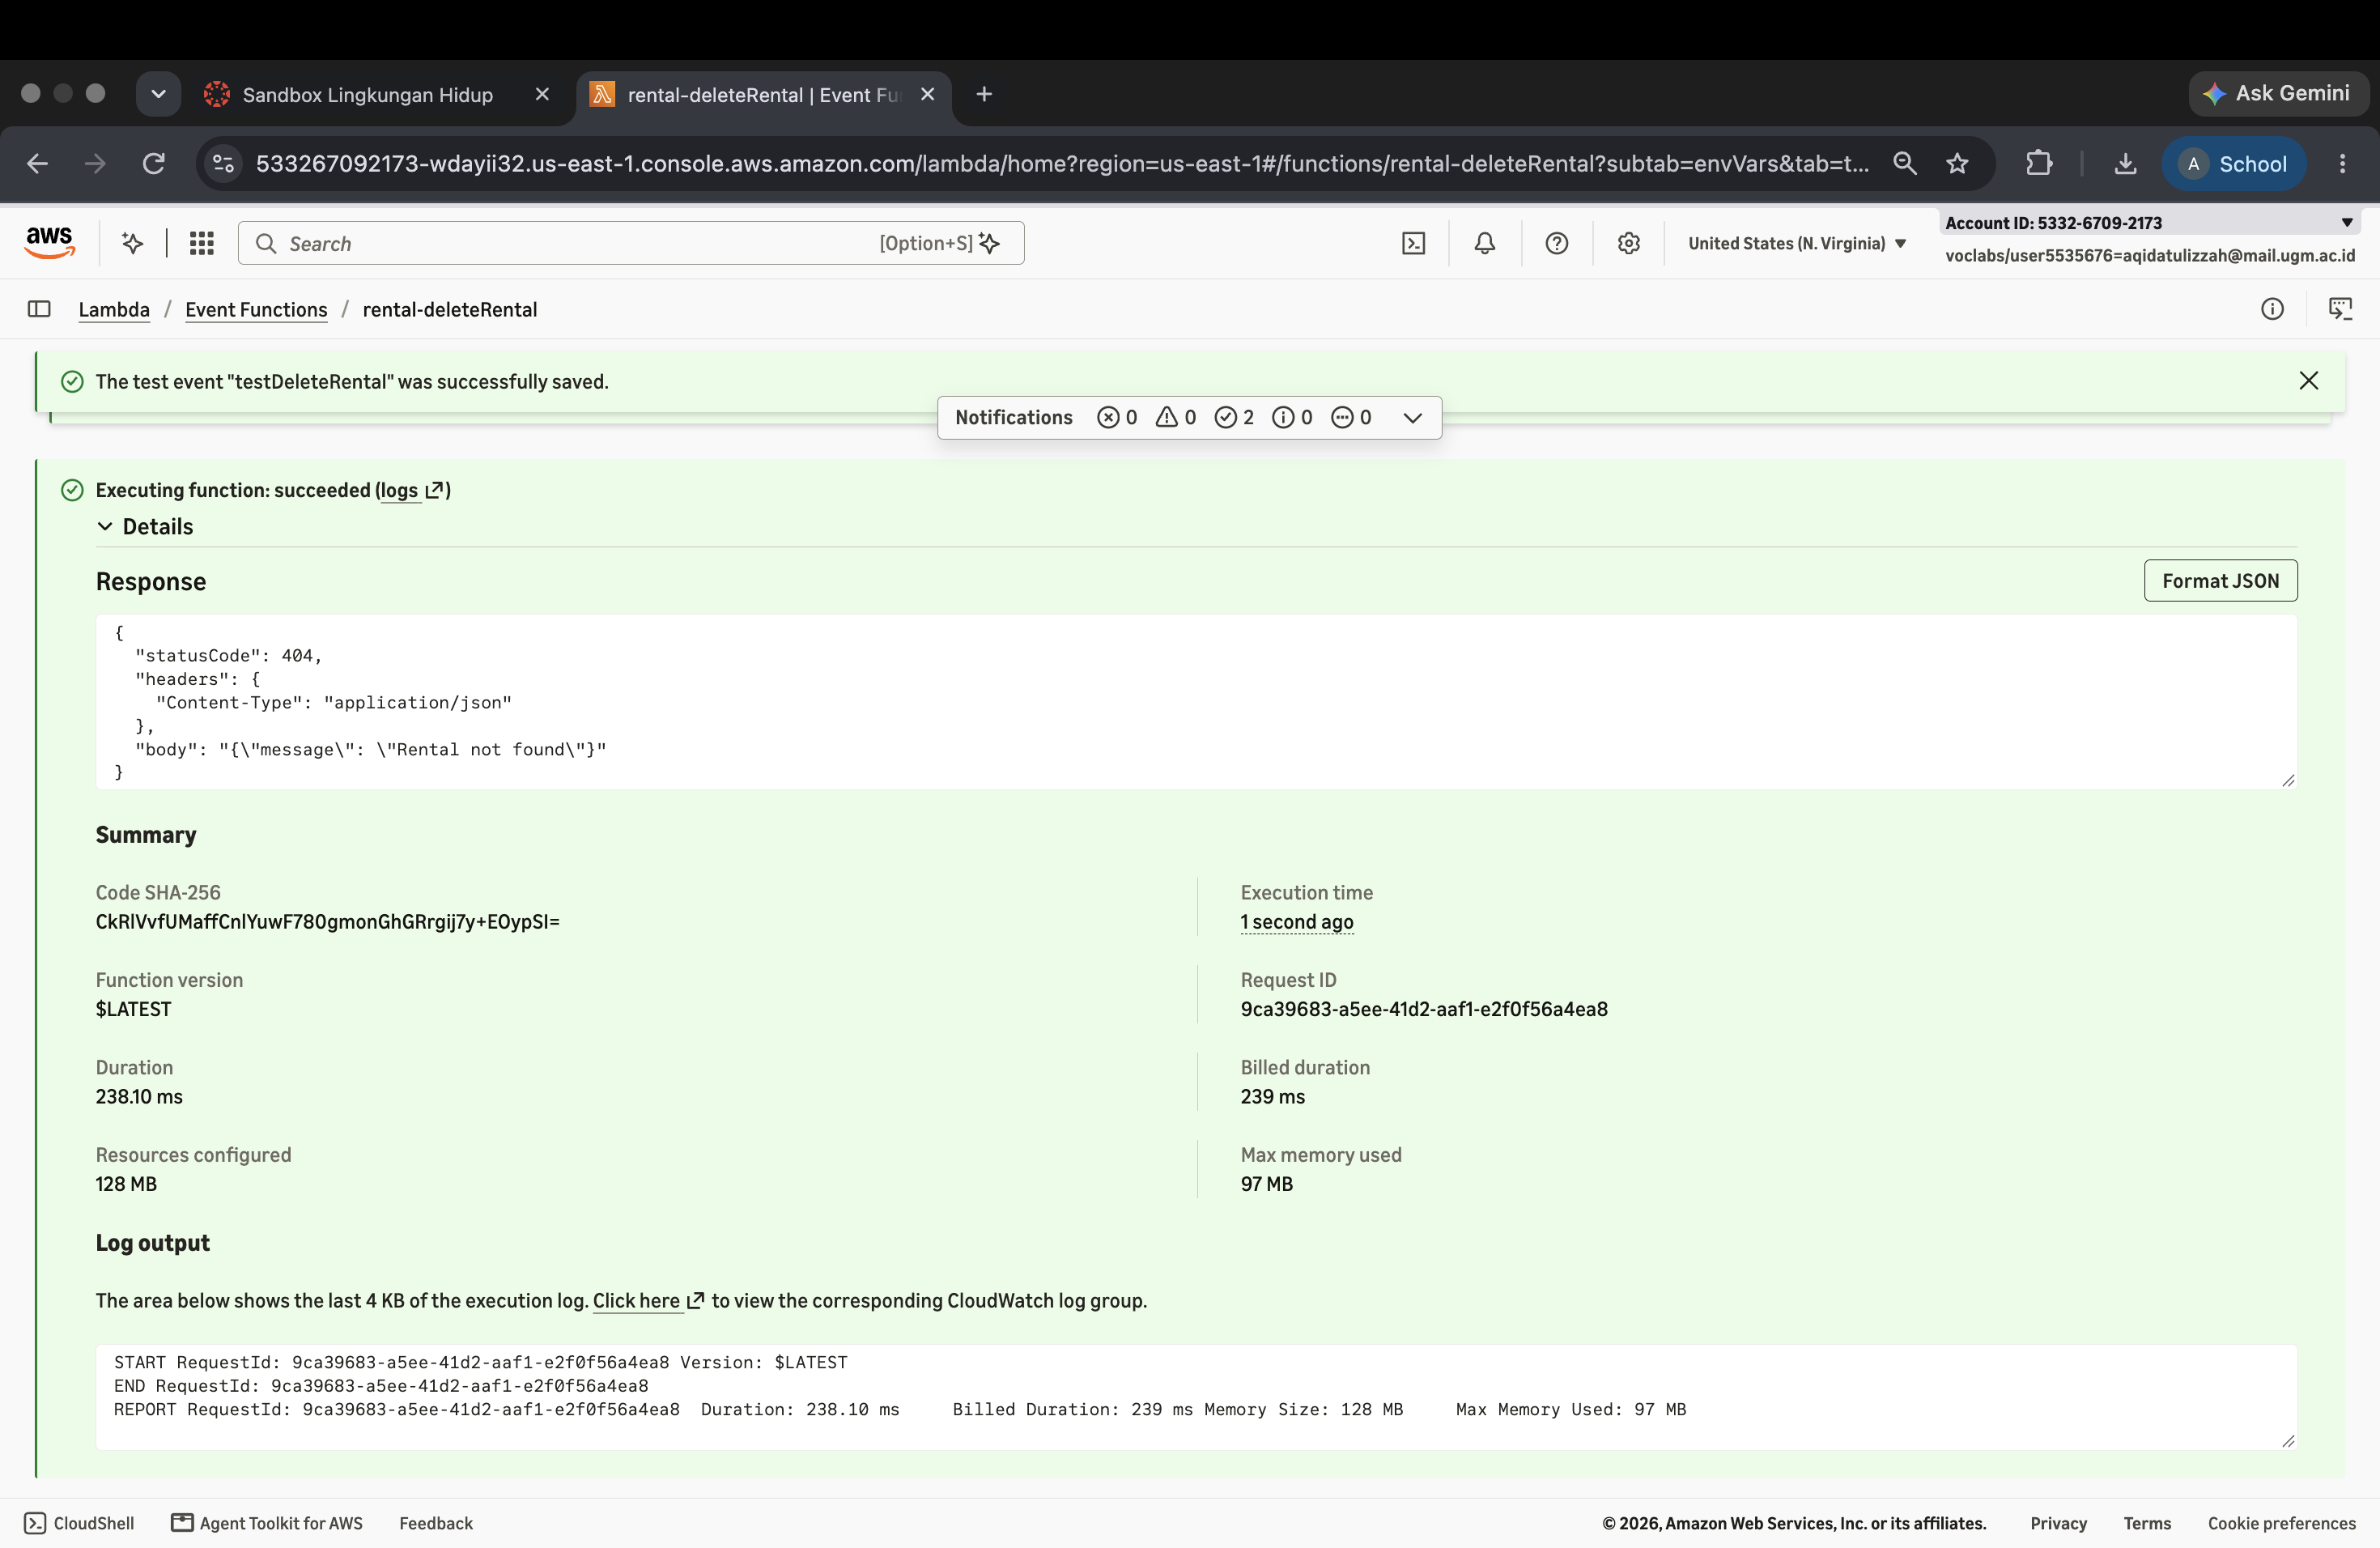 Sandbox Lingkungan Hidup
rental-deleteRental | Event Fu
Ask Gemini
533267092173-wdayii32.us-east-1.console.aws.amazon.com/lambda/home?region=us-east-1#/functions/rental-deleteRental?subtab=envVars&tab=t...
A School
aws
Search [Option+S]
United States (N. Virginia)
Account ID: 5332-6709-2173
voclabs/user5535676=aqidatulizzah@mail.ugm.ac.id
Lambda / Event Functions / rental-deleteRental
The test event "testDeleteRental" was successfully saved.
Notifications 0 0 2 0 0
Executing function: succeeded (logs )
Details
Response
Format JSON
{
"statusCode": 404,
"headers": {
"Content-Type": "application/json"
},
"body": "{\"message\": \"Rental not found\"}"
}
Summary
Code SHA-256
CkRlVvfUMaffCnlYuwF780gmonGhGRrgij7y+EOypSI=
Execution time
1 second ago
Function version
$LATEST
Request ID
9ca39683-a5ee-41d2-aaf1-e2f0f56a4ea8
Duration
238.10 ms
Billed duration
239 ms
Resources configured
128 MB
Max memory used
97 MB
Log output
The area below shows the last 4 KB of the execution log. Click here to view the corresponding CloudWatch log group.
START RequestId: 9ca39683-a5ee-41d2-aaf1-e2f0f56a4ea8 Version: $LATEST
END RequestId: 9ca39683-a5ee-41d2-aaf1-e2f0f56a4ea8
REPORT RequestId: 9ca39683-a5ee-41d2-aaf1-e2f0f56a4ea8 Duration: 238.10 ms Billed Duration: 239 ms Memory Size: 128 MB Max Memory Used: 97 MB
CloudShell Agent Toolkit for AWS Feedback
© 2026, Amazon Web Services, Inc. or its affiliates. Privacy Terms Cookie preferences